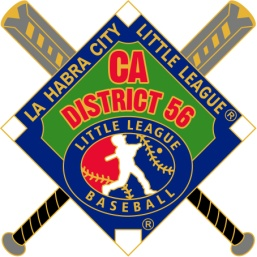 LA HABRA CITY
LITTLE LEAGUE®
CA
DISTRICT 56
LITTLE LEAGUE
BASEBALL
®